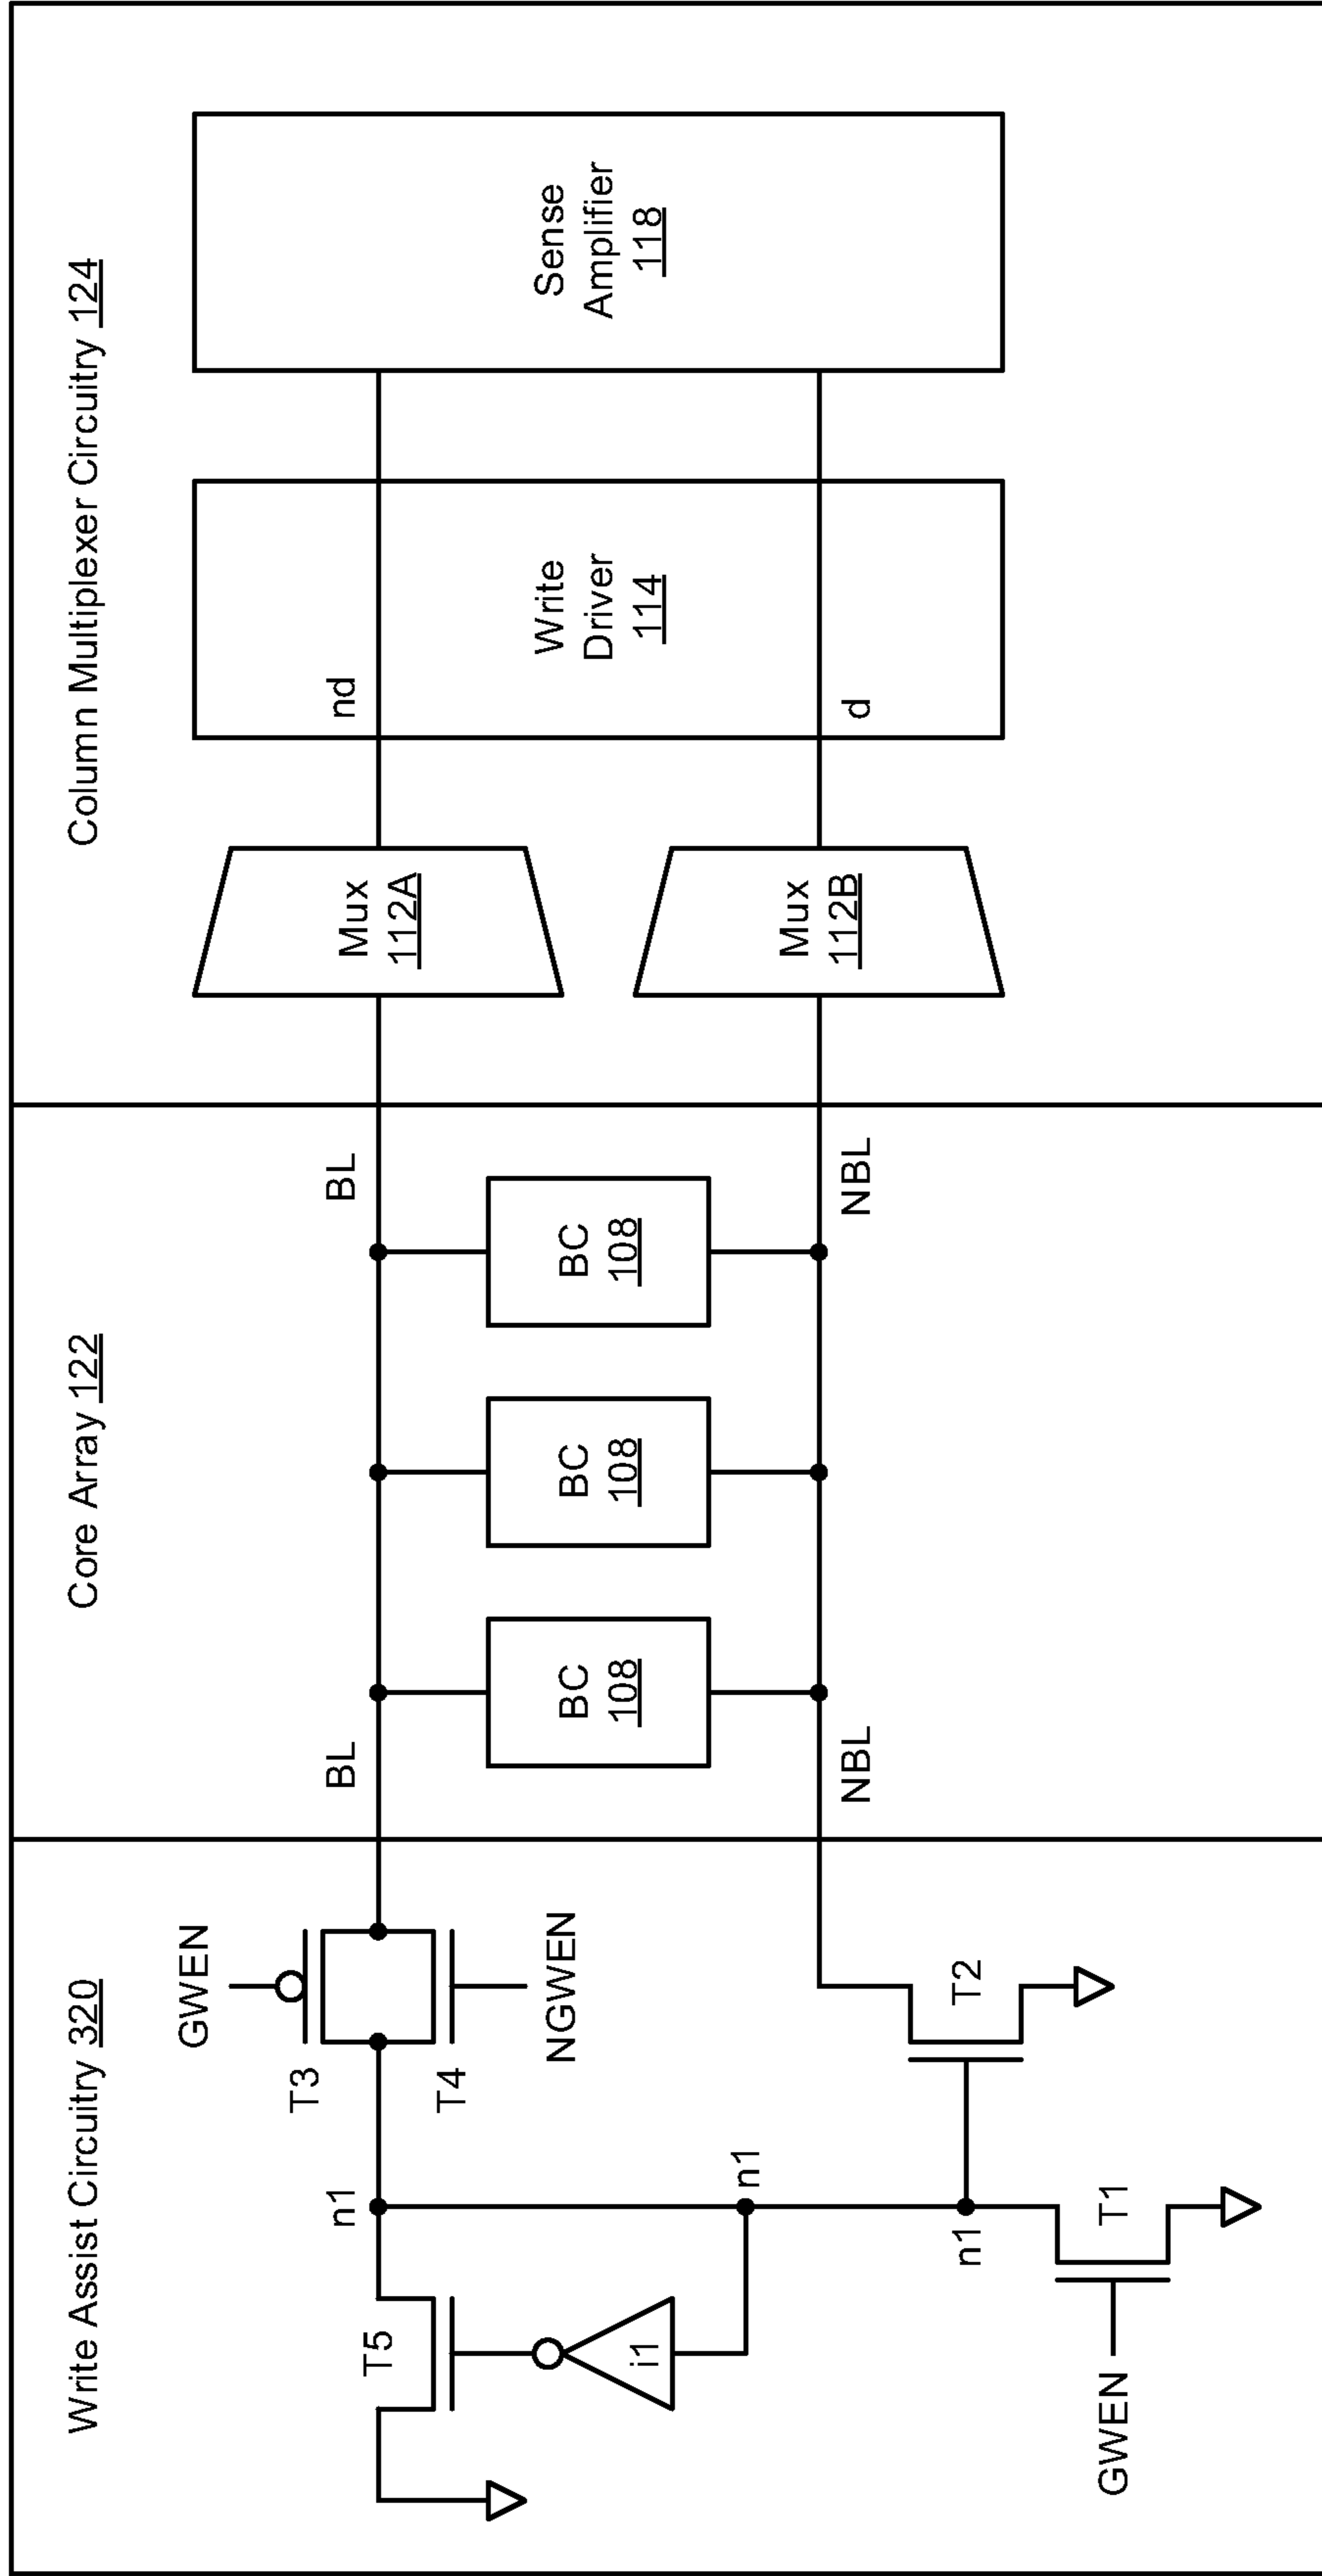 Write Assist Circuitry 320
Core Array 122
Column Multiplexer Circuitry 124
GWEN
T3
T4
NGWEN
n1
T5
i1
n1
n1
T2
T1
GWEN
BL
BL
BC
108
BC
108
BC
108
NBL
NBL
Mux
112A
Mux
112B
nd
Write
Driver
114
d
Sense
Amplifier
118